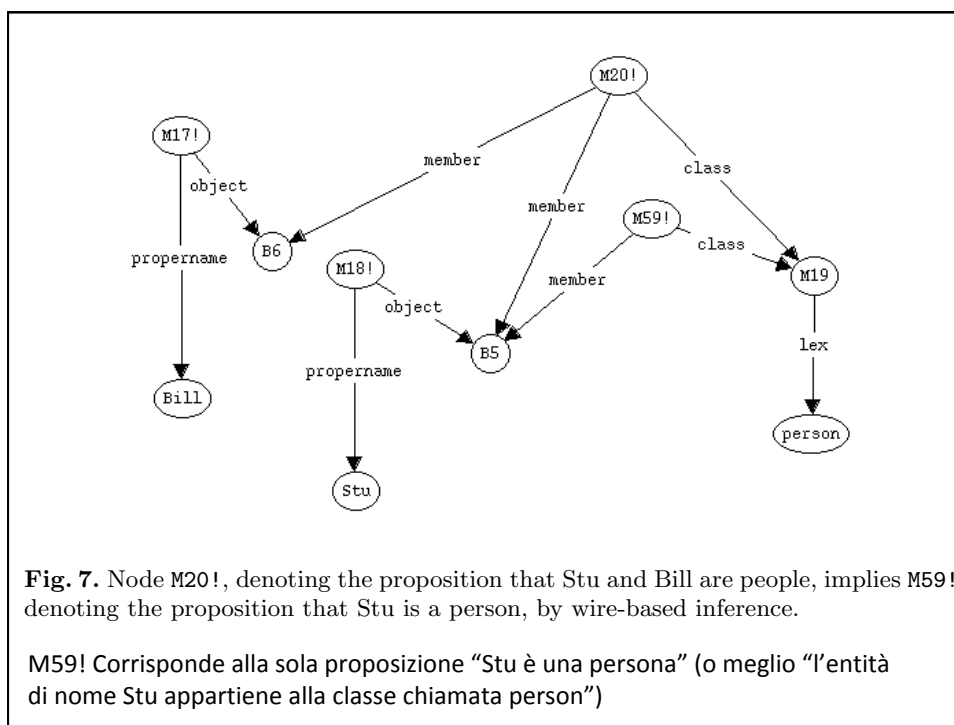 M20!
M17!
member
class
object
member
M59!
class
B6
propername
M18!
member
M19
object
B5
lex
propername
Bill
person
Stu
Fig. 7. Node M20!, denoting the proposition that Stu and Bill are people, implies M59!
denoting the proposition that Stu is a person, by wire-based inference.
M59! Corrisponde alla sola proposizione “Stu è una persona” (o meglio “l’entità
di nome Stu appartiene alla classe chiamata person”)